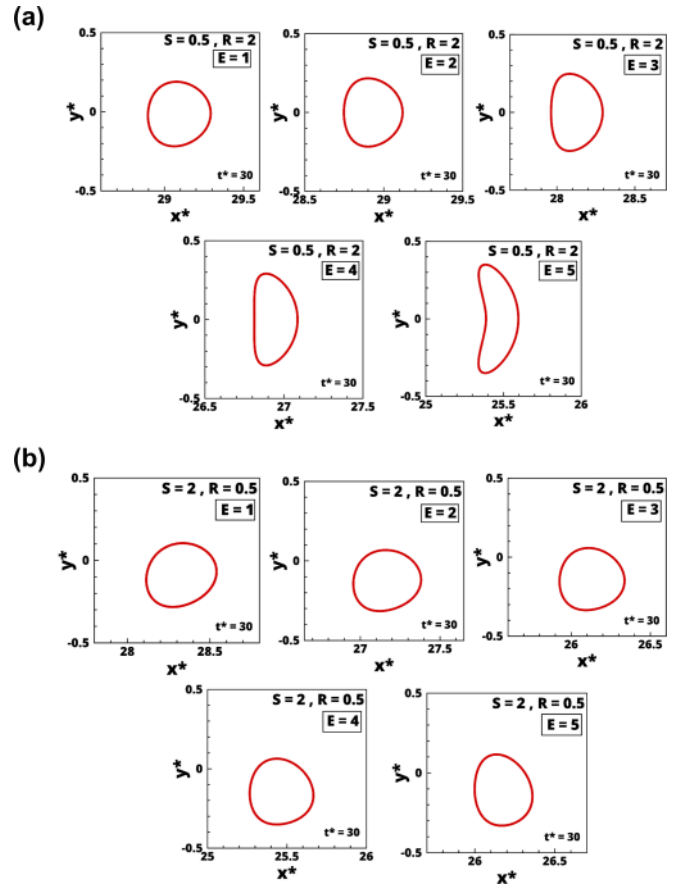 (a)
0.5
0
-0.5
y*
S = 0.5 , R = 2
E = 1
t* = 30
29
29.5
x*
0.5
0
-0.5
y*
S = 0.5 , R = 2
E = 2
t* = 30
28.5
29
29.5
x*
0.5
0
-0.5
y*
S = 0.5 , R = 2
E = 3
t* = 30
28
28.5
x*
0.5
0
-0.5
y*
S = 0.5 , R = 2
E = 4
t* = 30
26.5
27
27.5
x*
0.5
0
-0.5
y*
S = 0.5 , R = 2
E = 5
t* = 30
25
25.5
26
x*
(b)
0.5
0
-0.5
y*
S = 2 , R = 0.5
E = 1
t* = 30
28
28.5
x*
0.5
0
-0.5
y*
S = 2 , R = 0.5
E = 2
t* = 30
27
27.5
x*
0.5
0
-0.5
y*
S = 2 , R = 0.5
E = 3
t* = 30
26
26.5
x*
0.5
0
-0.5
y*
S = 2 , R = 0.5
E = 4
t* = 30
25
25.5
26
x*
0.5
0
-0.5
y*
S = 2 , R = 0.5
E = 5
t* = 30
26
26.5
x*